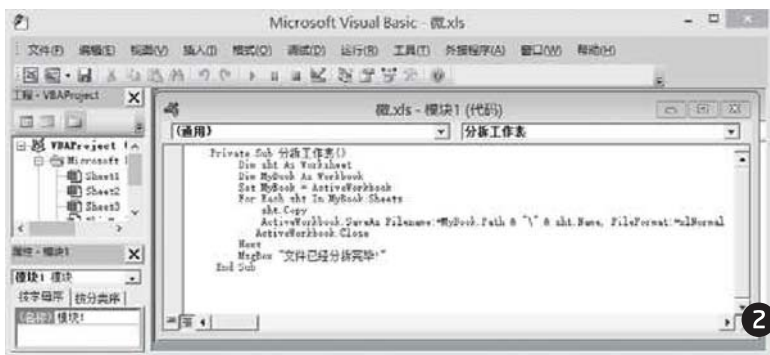 Microsoft Visual Basic - 微.xls
文件(F) 编辑(E) 视图(V) 插入(I) 格式(O) 调试(D) 运行(R) 工具(T) 外接程序(A) 窗口(W) 帮助(H)
工程 - VBAProject
VBAProject (
Microsoft
Sheet1
Sheet2
Sheet3
属性 - 模块1
模块1 模块
按字母序 按分类序
(名称) 模块1
微.xls - 模块1 (代码)
(通用) 分拆工作表
Private Sub 分拆工作表()
Dim sht As Worksheet
Dim MyBook As Workbook
Set MyBook = ActiveWorkbook
For Each sht In MyBook.Sheets
sht.Copy
ActiveWorkbook.SaveAs Filename:=MyBook.Path & "\" & sht.Name, FileFormat:=xlNormal
ActiveWorkbook.Close
Next
MsgBox "文件已经分拆完毕!"
End Sub
2